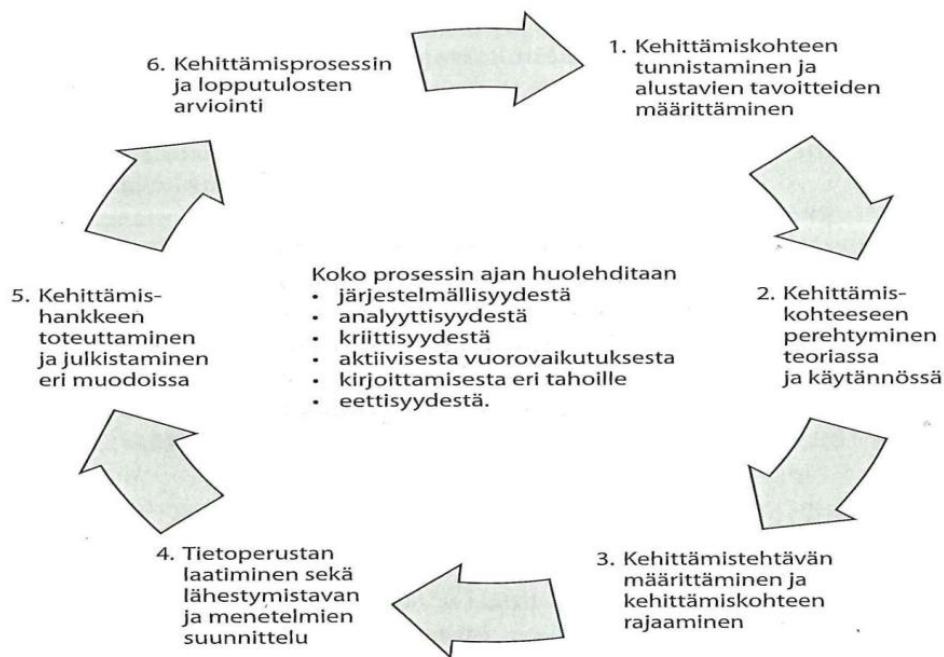 1. Kehittämiskohteen
tunnistaminen ja
alustavien tavoitteiden
määrittäminen
2. Kehittämis-
kohteeseen
perehtyminen
teoriassa
ja käytännössä
3. Kehittämistehtävän
määrittäminen ja
kehittämiskohteen
rajaaminen
4. Tietoperustan
laatiminen sekä
lähestymistavan
ja menetelmien
suunnittelu
5. Kehittämis-
hankkeen
toteuttaminen
ja julkistaminen
eri muodoissa
6. Kehittämisprosessin
ja lopputulosten
arviointi
Koko prosessin ajan huolehditaan
• järjestelmällisyydestä
• analyyttisyydestä
• kriittisyydestä
• aktiivisesta vuorovaikutuksesta
• kirjoittamisesta eri tahoille
• eettisyydestä.